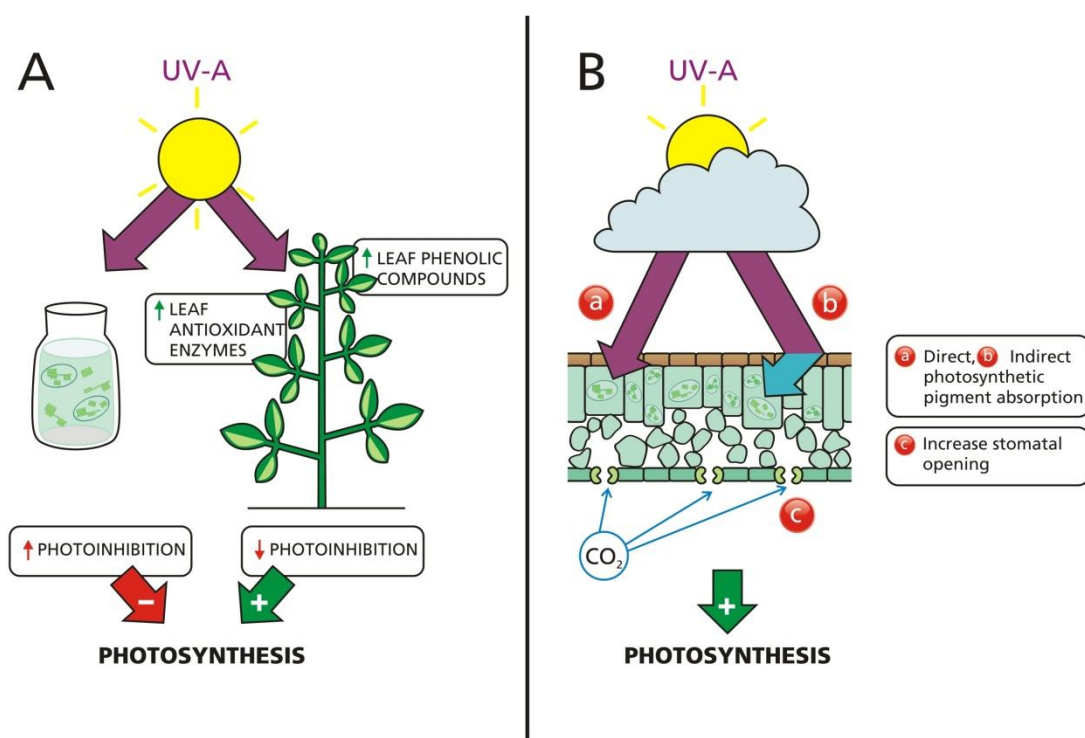 A
UV-A
↑ LEAF PHENOLIC
COMPOUNDS
↑ LEAF
ANTIOXIDANT
ENZYMES
↑ PHOTOINHIBITION
↓ PHOTOINHIBITION
−
+
PHOTOSYNTHESIS
B
UV-A
a
b
a Direct, b Indirect
photosynthetic
pigment absorption
c Increase stomatal
opening
c
CO₂
+
PHOTOSYNTHESIS